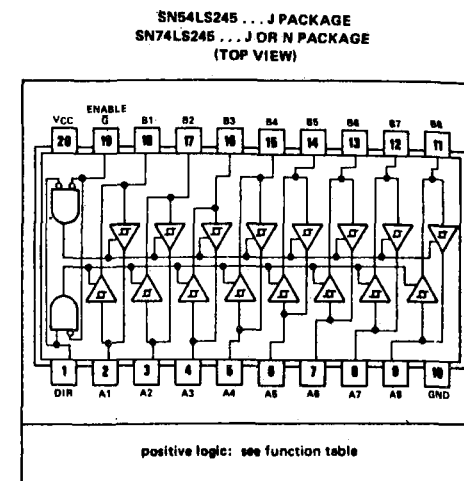 SN54LS245 . . . J PACKAGE
SN74LS245 . . . J OR N PACKAGE
(TOP VIEW)
VCC ENABLE G̅ B1 B2 B3 B4 B5 B6 B7 B8
20 19 18 17 16 15 14 13 12 11
1 2 3 4 5 6 7 8 9 10
DIR A1 A2 A3 A4 A5 A6 A7 A8 GND
positive logic: see function table